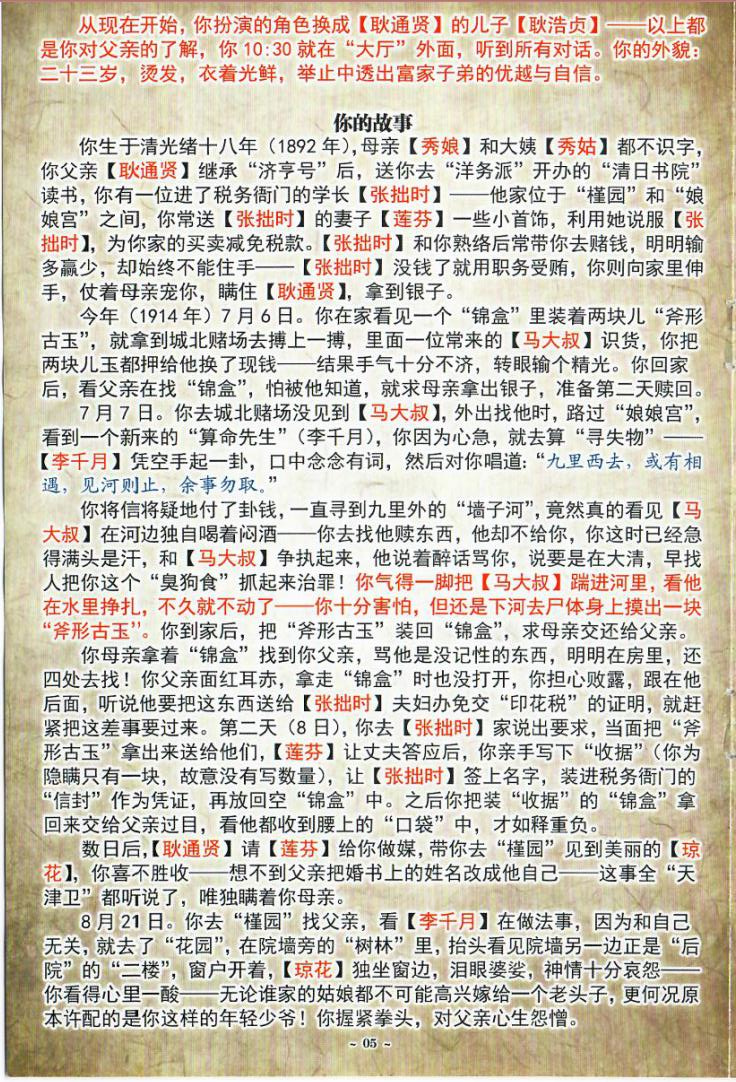 从现在开始，你扮演的角色换成【耿通贤】的儿子【耿浩贞】——以上都
是你对父亲的了解，你10:30就在“大厅”外面，听到所有对话。你的外貌：
二十三岁，烫发，衣着光鲜，举止中透出富家子弟的优越与自信。
你的故事
你生于清光绪十八年（1892年），母亲【秀娘】和大姨【秀姑】都不识字，
你父亲【耿通贤】继承“济亨号”后，送你去“洋务派”开办的“清日书院”
读书，你有一位进了税务衙门的学长【张拙时】——他家位于“槿园”和“娘
娘宫”之间，你常送【张拙时】的妻子【莲芬】一些小首饰，利用她说服【张
拙时】，为你家的买卖减免税款。【张拙时】和你熟络后常带你去赌钱，明明输
多赢少，却始终不能住手——【张拙时】没钱了就用职务受贿，你则向家里伸
手，仗着母亲宠你，瞒住【耿通贤】，拿到银子。
今年（1914年）7月6日。你在家看见一个“锦盒”里装着两块儿“斧形
古玉”，就拿到城北赌场去搏上一搏，里面一位常来的【马大叔】识货，你把
两块儿玉都押给他换了现钱——结果手气十分不济，转眼输个精光。你回家
后，看父亲在找“锦盒”，怕被他知道，就求母亲拿出银子，准备第二天赎回。
7月7日。你去城北赌场没见到【马大叔】，外出找他时，路过“娘娘宫”，
看到一个新来的“算命先生”（李千月），你因为心急，就去算“寻失物”——
【李千月】凭空手起一卦，口中念念有词，然后对你唱道：“九里西去，或有相
遇，见河则止，余事勿取。”
你将信将疑地付了卦钱，一直寻到九里外的“墙子河”，竟然真的看见【马
大叔】在河边独自喝着闷酒——你去找他赎东西，他却不给你，你这时已经急
得满头是汗，和【马大叔】争执起来，他说着醉话骂你，说要是在大清，早找
人把你这个“臭狗食”抓起来治罪！你气得一脚把【马大叔】踹进河里，看他
在水里挣扎，不久就不动了——你十分害怕，但还是下河去尸体身上摸出一块
“斧形古玉”。你到家后，把“斧形古玉”装回“锦盒”，求母亲交还给父亲。
你母亲拿着“锦盒”找到你父亲，骂他是没记性的东西，明明在房里，还
四处去找！你父亲面红耳赤，拿走“锦盒”时也没打开，你担心败露，跟在他
后面，听说他要把这东西送给【张拙时】夫妇办免交“印花税”的证明，就赶
紧把这差事要过来。第二天（8日），你去【张拙时】家说出要求，当面把“斧
形古玉”拿出来送给他们，【莲芬】让丈夫答应后，你亲手写下“收据”（你为
隐瞒只有一块，故意没有写数量），让【张拙时】签上名字，装进税务衙门的
“信封”作为凭证，再放回空“锦盒”中。之后你把装“收据”的“锦盒”拿
回来交给父亲过目，看他都收到腰上的“口袋”中，才如释重负。
数日后，【耿通贤】请【莲芬】给你做媒，带你去“槿园”见到美丽的【琼
花】，你喜不胜收——想不到父亲把婚书上的姓名改成他自己——这事全“天
津卫”都听说了，唯独瞒着你母亲。
8月21日。你去“槿园”找父亲，看【李千月】在做法事，因为和自己
无关，就去了“花园”，在院墙旁的“树林”里，抬头看见院墙另一边正是“后
院”的“二楼”，窗户开着，【琼花】独坐窗边，泪眼婆娑，神情十分哀怨——
你看得心里一酸——无论谁家的姑娘都不可能高兴嫁给一个老头子，更何况原
本许配的是你这样的年轻少爷！你握紧拳头，对父亲心生怨憎。
~ 05 ~